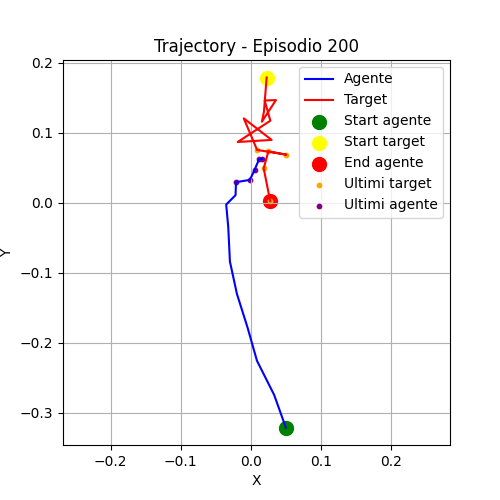 Trajectory - Episodio 200
Agente
Target
Start agente
Start target
End agente
Ultimi target
Ultimi agente
0.2
0.1
0.0
−0.1
−0.2
−0.3
Y
−0.2
−0.1
0.0
0.1
0.2
X